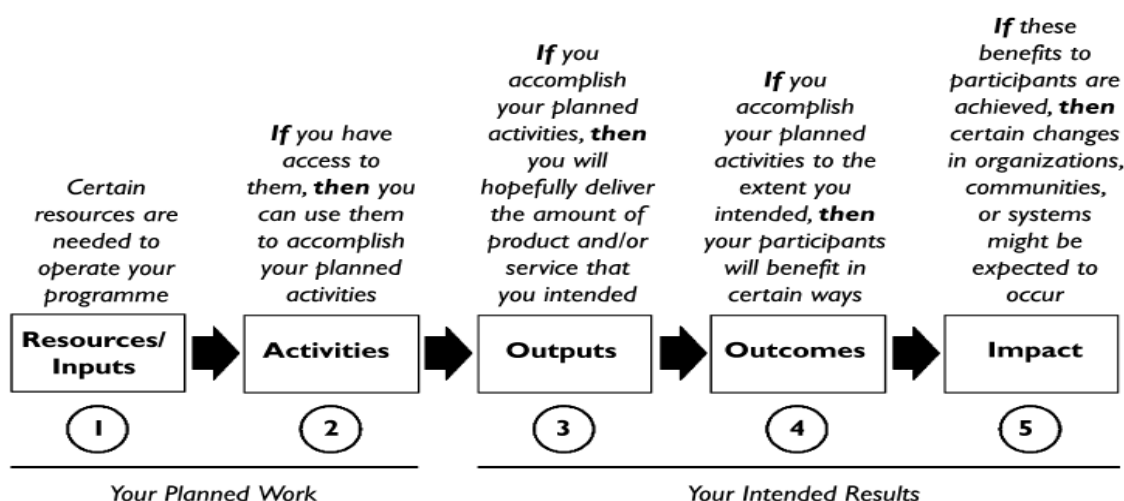 Certain
resources are
needed to
operate your
programme
If you have
access to
them, then you
can use them
to accomplish
your planned
activities
If you
accomplish
your planned
activities, then
you will
hopefully deliver
the amount of
product and/or
service that
you intended
If you
accomplish
your planned
activities to the
extent you
intended, then
your participants
will benefit in
certain ways
If these
benefits to
participants are
achieved, then
certain changes
in organizations,
communities,
or systems
might be
expected to
occur
Resources/
Inputs
Activities
Outputs
Outcomes
Impact
1
2
3
4
5
Your Planned Work
Your Intended Results